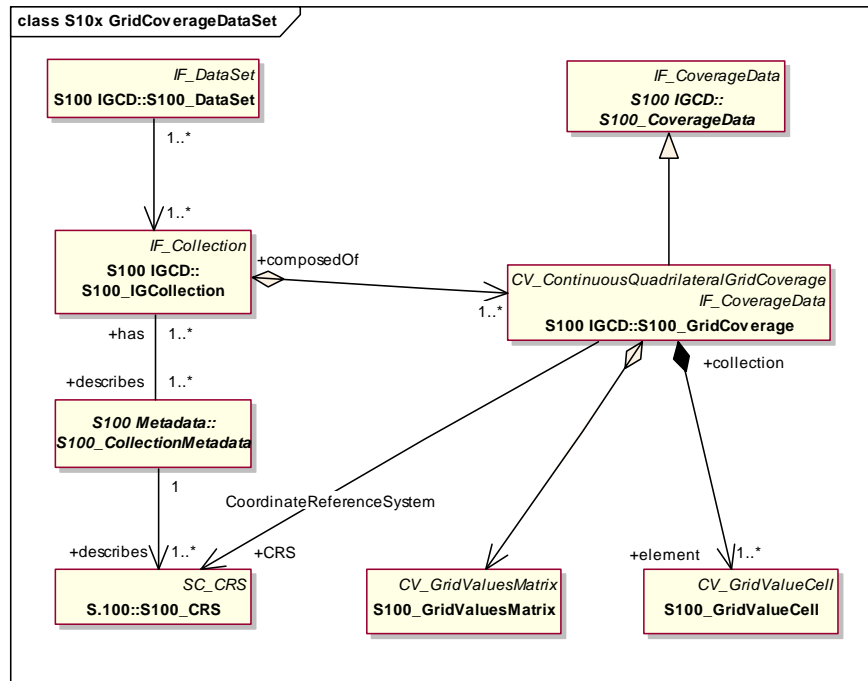 class S10x GridCoverageDataSet
IF_DataSet
S100 IGCD::S100_DataSet
IF_CoverageData
S100 IGCD::
S100_CoverageData
1..*
1..*
IF_Collection
S100 IGCD::
S100_IGCollection
+composedOf
1..*
CV_ContinuousQuadrilateralGridCoverage
IF_CoverageData
S100 IGCD::S100_GridCoverage
+has
1..*
+collection
+describes
1..*
S100 Metadata::
S100_CollectionMetadata
1
CoordinateReferenceSystem
+describes
1..*
+CRS
+element
1..*
SC_CRS
S.100::S100_CRS
CV_GridValuesMatrix
S100_GridValuesMatrix
CV_GridValueCell
S100_GridValueCell